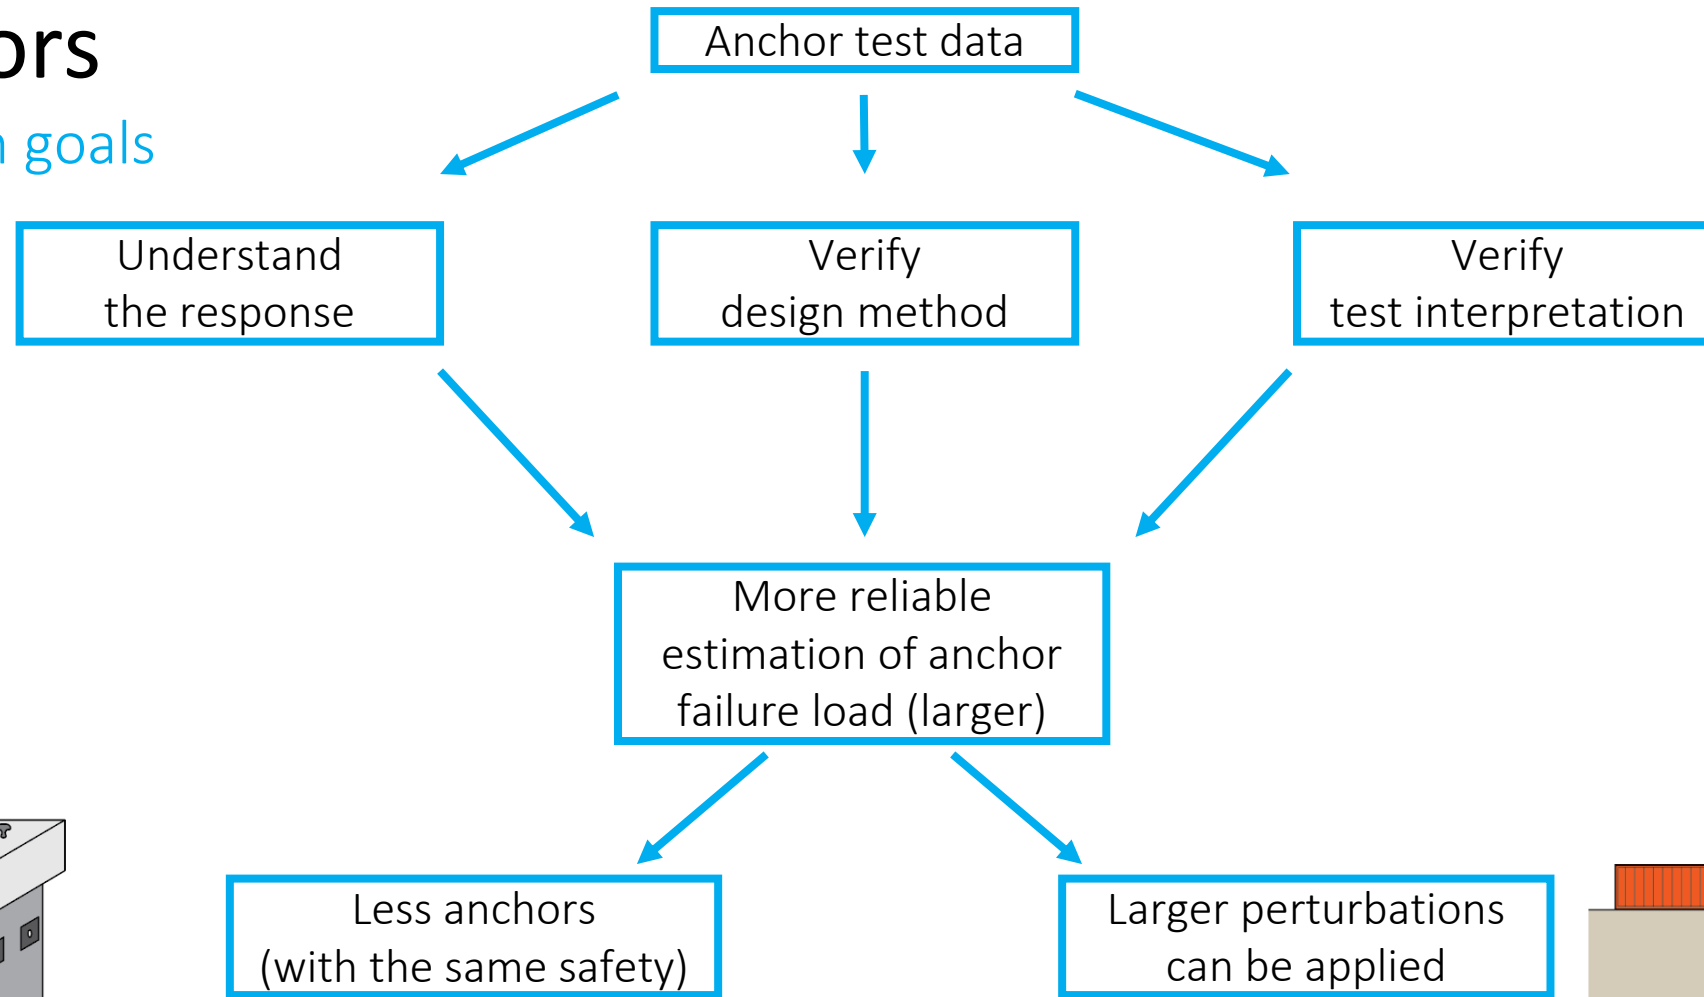 ors
goals
Anchor test data
Understand
the response
Verify
design method
Verify
test interpretation
More reliable
estimation of anchor
failure load (larger)
Less anchors
(with the same safety)
Larger perturbations
can be applied